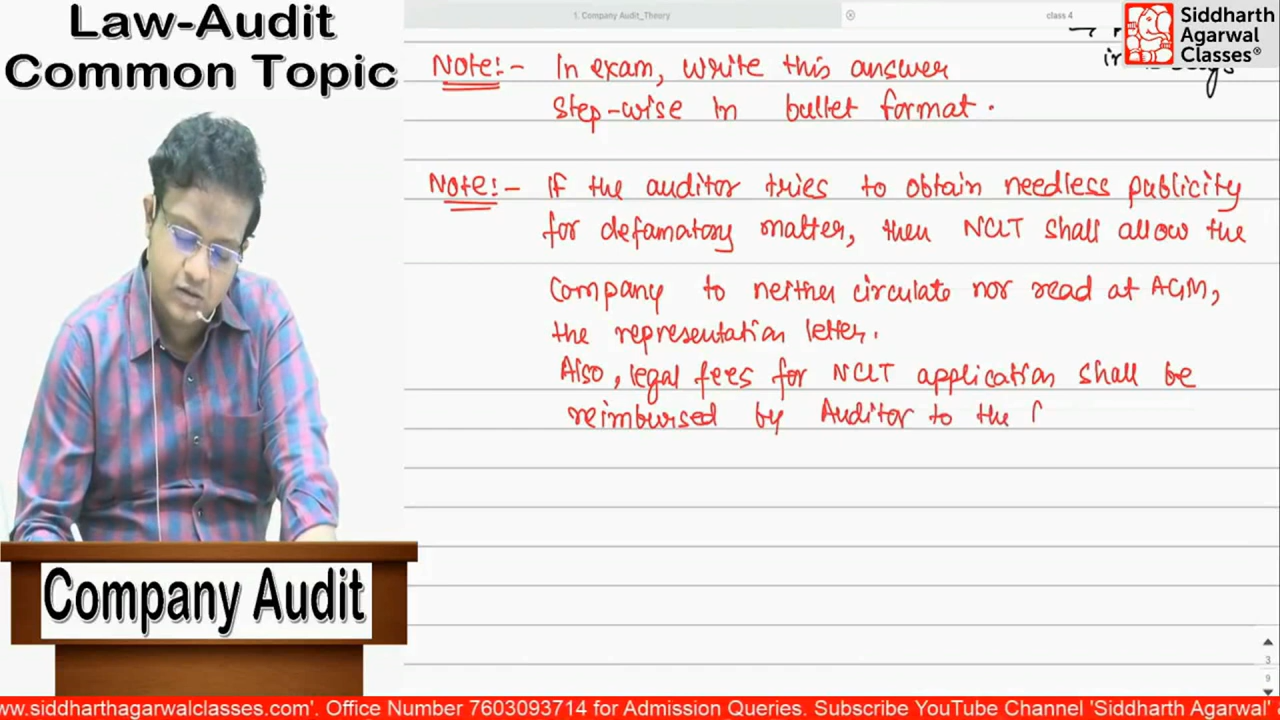 Law-Audit
Common Topic
1. Company Audit_Theory
class 4
Siddharth
Agarwal
Classes®
Note:- In exam, write this answer
step-wise in bullet format.
Note:- If the auditor tries to obtain needless publicity
for defamatory matter, then NCLT shall allow the
Company to neither circulate nor read at AGM,
the representation letter.
Also, legal fees for NCLT application shall be
reimbursed by Auditor to the
Company Audit
3
9
www.siddharthagarwalclasses.com'. Office Number 7603093714 for Admission Queries. Subscribe YouTube Channel 'Siddharth Agarwal'